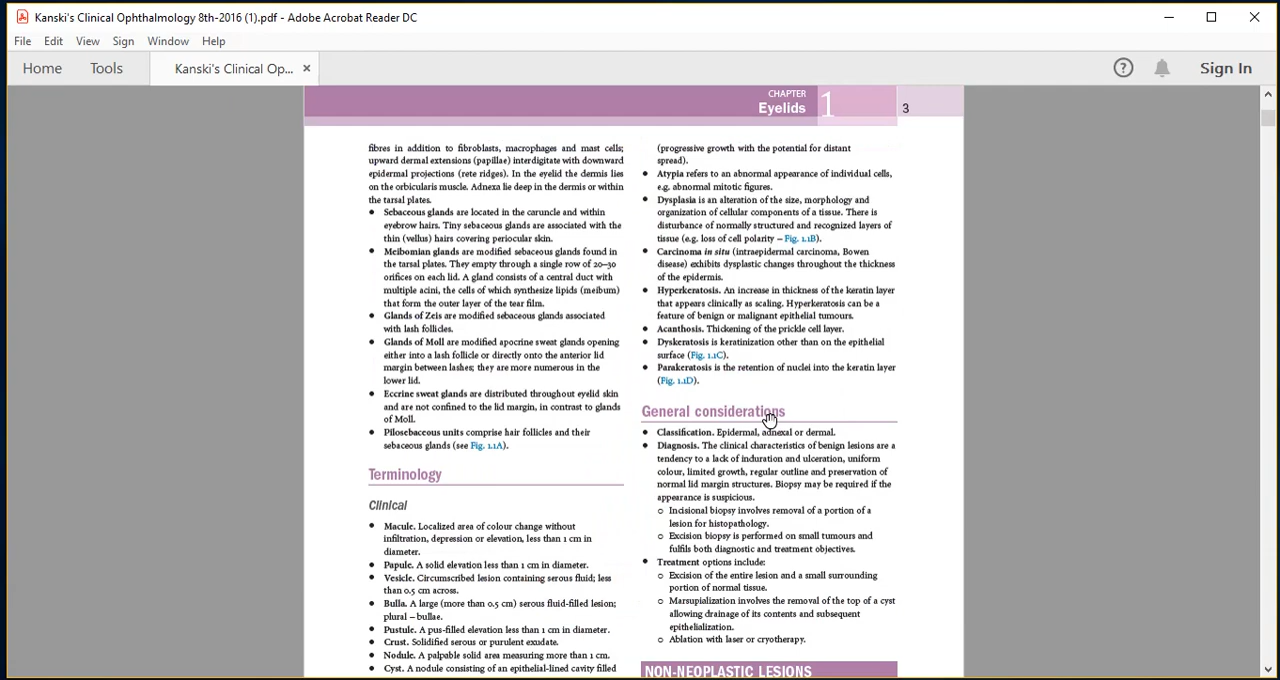 Kanski's Clinical Ophthalmology 8th-2016 (1).pdf - Adobe Acrobat Reader DC
File Edit View Sign Window Help
Home Tools Kanski's Clinical Op... × ? Sign In
CHAPTER
Eyelids 1 3
fibres in addition to fibroblasts, macrophages and mast cells;
upward dermal extensions (papillae) interdigitate with downward
epidermal projections (rete ridges). In the eyelid the dermis lies
on the orbicularis muscle. Adnexa lie deep in the dermis or within
the tarsal plates.
• Sebaceous glands are located in the caruncle and within
eyebrow hairs. Tiny sebaceous glands are associated with the
thin (vellus) hairs covering periocular skin.
• Meibomian glands are modified sebaceous glands found in
the tarsal plates. They empty through a single row of 20–30
orifices on each lid. A gland consists of a central duct with
multiple acini, the cells of which synthesize lipids (meibum)
that form the outer layer of the tear film.
• Glands of Zeis are modified sebaceous glands associated
with lash follicles.
• Glands of Moll are modified apocrine sweat glands opening
either into a lash follicle or directly onto the anterior lid
margin between lashes; they are more numerous in the
lower lid.
• Eccrine sweat glands are distributed throughout eyelid skin
and are not confined to the lid margin, in contrast to glands
of Moll.
• Pilosebaceous units comprise hair follicles and their
sebaceous glands (see Fig. 1.1A).
Terminology
Clinical
• Macule. Localized area of colour change without
infiltration, depression or elevation, less than 1 cm in
diameter.
• Papule. A solid elevation less than 1 cm in diameter.
• Vesicle. Circumscribed lesion containing serous fluid; less
than 0.5 cm across.
• Bulla. A large (more than 0.5 cm) serous fluid-filled lesion;
plural – bullae.
• Pustule. A pus-filled elevation less than 1 cm in diameter.
• Crust. Solidified serous or purulent exudate.
• Nodule. A palpable solid area measuring more than 1 cm.
• Cyst. A nodule consisting of an epithelial-lined cavity filled
(progressive growth with the potential for distant
spread).
• Atypia refers to an abnormal appearance of individual cells,
e.g. abnormal mitotic figures.
• Dysplasia is an alteration of the size, morphology and
organization of cellular components of a tissue. There is
disturbance of normally structured and recognized layers of
tissue (e.g. loss of cell polarity – Fig. 1.1B).
• Carcinoma in situ (intraepidermal carcinoma, Bowen
disease) exhibits dysplastic changes throughout the thickness
of the epidermis.
• Hyperkeratosis. An increase in thickness of the keratin layer
that appears clinically as scaling. Hyperkeratosis can be a
feature of benign or malignant epithelial tumours.
• Acanthosis. Thickening of the prickle cell layer.
• Dyskeratosis is keratinization other than on the epithelial
surface (Fig. 1.1C).
• Parakeratosis is the retention of nuclei into the keratin layer
(Fig. 1.1D).
General considerations
• Classification. Epidermal, adnexal or dermal.
• Diagnosis. The clinical characteristics of benign lesions are a
tendency to a lack of induration and ulceration, uniform
colour, limited growth, regular outline and preservation of
normal lid margin structures. Biopsy may be required if the
appearance is suspicious.
○ Incisional biopsy involves removal of a portion of a
lesion for histopathology.
○ Excision biopsy is performed on small tumours and
fulfils both diagnostic and treatment objectives.
• Treatment options include:
○ Excision of the entire lesion and a small surrounding
portion of normal tissue.
○ Marsupialization involves the removal of the top of a cyst
allowing drainage of its contents and subsequent
epithelialization.
○ Ablation with laser or cryotherapy.
NON-NEOPLASTIC LESIONS